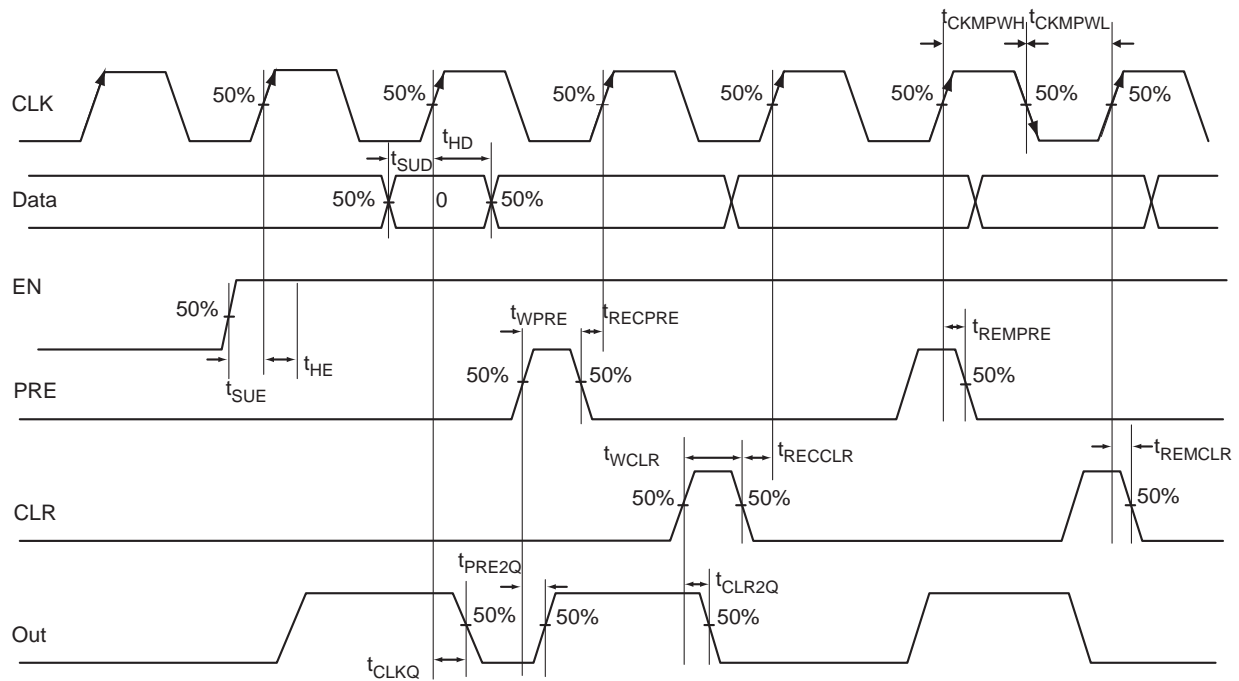 tCKMPWH tCKMPWL
CLK 50% 50% 50% 50% 50% 50% 50%
tSUD tHD
Data 50% 0 50%
EN
50%
tSUE tHE
tWPRE tRECPRE tREMPRE
PRE 50% 50% 50%
tWCLR tRECCLR tREMCLR
CLR 50% 50% 50%
tPRE2Q tCLR2Q
Out 50% 50% 50%
tCLKQ